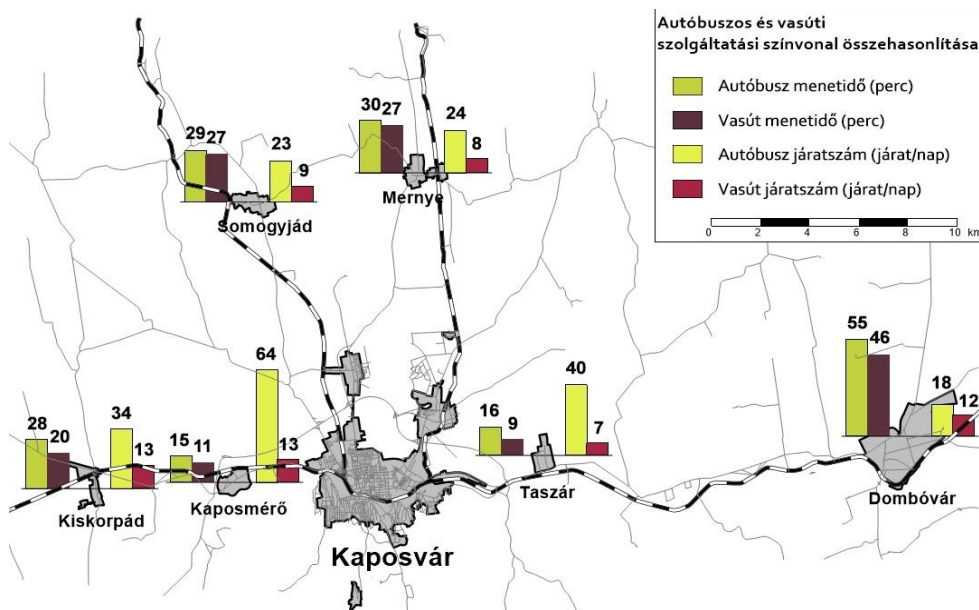 Autóbuszos és vasúti
szolgáltatási színvonal összehasonlítása
Autóbusz menetidő (perc)
Vasút menetidő (perc)
Autóbusz járatszám (járat/nap)
Vasút járatszám (járat/nap)
0 2 4 6 8 10 km
29 27 23 9
Somogyjád
30 27 24 8
Mernye
28 20 34 13
Kiskorpád
15 11 64 13
Kaposmérő
Kaposvár
16 9 40 7
Taszár
55 46 18 12
Dombóvár